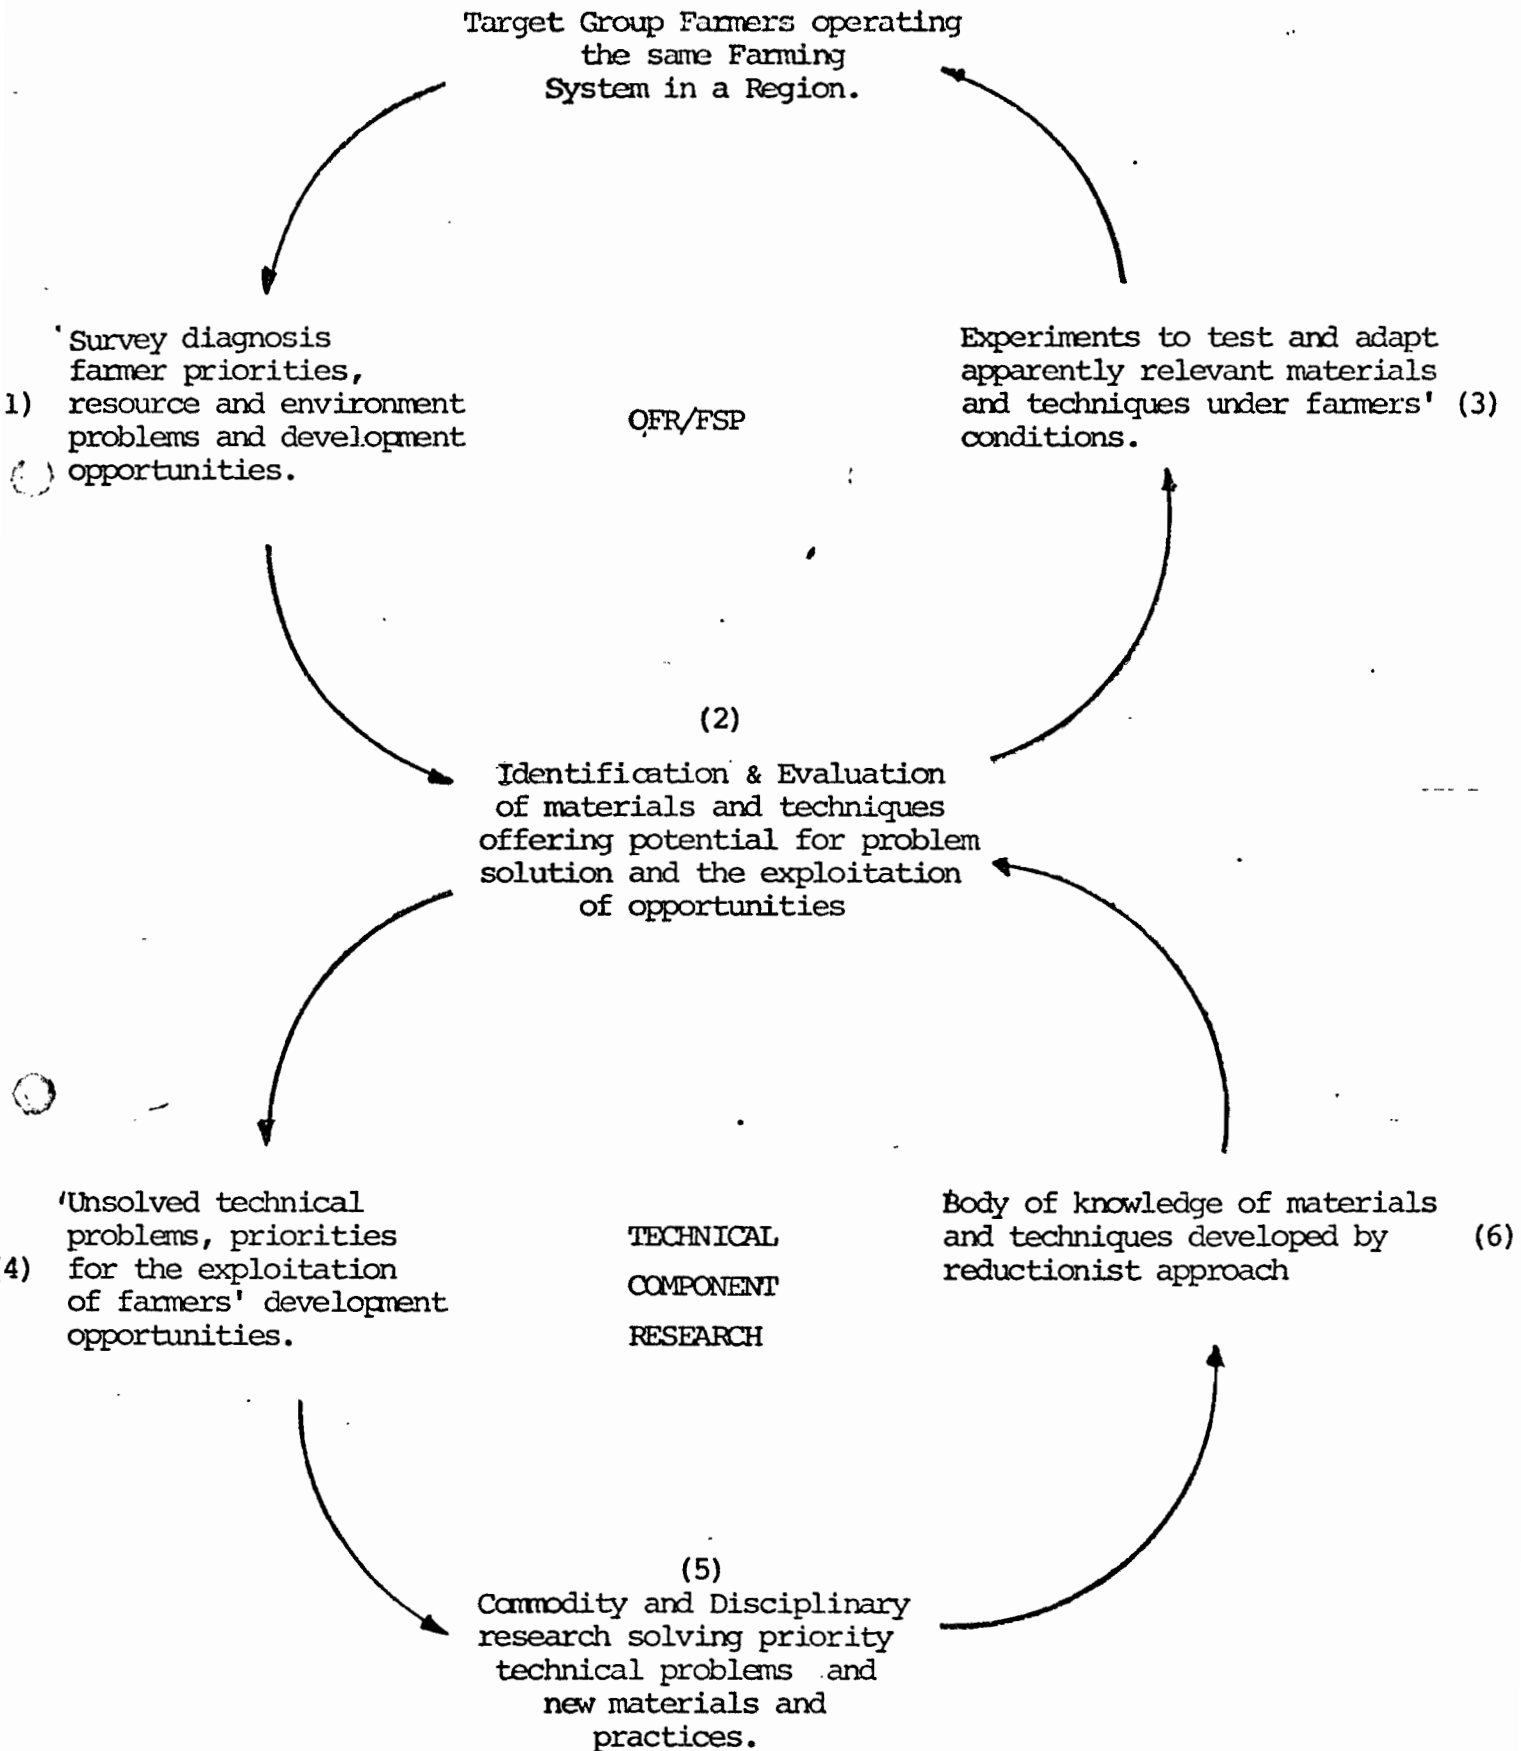 Target Group Farmers operating
the same Farming
System in a Region.
Survey diagnosis
farmer priorities,
1) resource and environment
problems and development
opportunities.
OFR/FSP
Experiments to test and adapt
apparently relevant materials
and techniques under farmers' (3)
conditions.
(2)
Identification & Evaluation
of materials and techniques
offering potential for problem
solution and the exploitation
of opportunities
Unsolved technical
problems, priorities
4) for the exploitation
of farmers' development
opportunities.
TECHNICAL
COMPONENT
RESEARCH
Body of knowledge of materials
and techniques developed by (6)
reductionist approach
(5)
Commodity and Disciplinary
research solving priority
technical problems and
new materials and
practices.